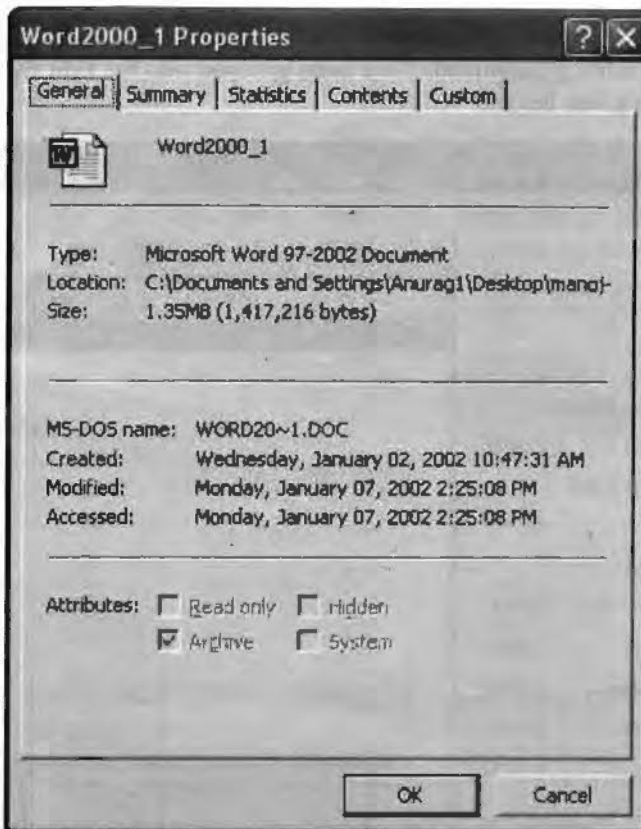 Word2000_1 Properties
General Summary Statistics Contents Custom
Word2000_1
Type: Microsoft Word 97-2002 Document
Location: C:\Documents and Settings\Anurag1\Desktop\manoj-
Size: 1.35MB (1,417,216 bytes)
MS-DOS name: WORD20~1.DOC
Created: Wednesday, January 02, 2002 10:47:31 AM
Modified: Monday, January 07, 2002 2:25:08 PM
Accessed: Monday, January 07, 2002 2:25:08 PM
Attributes: Read only Hidden
Archive System
OK Cancel